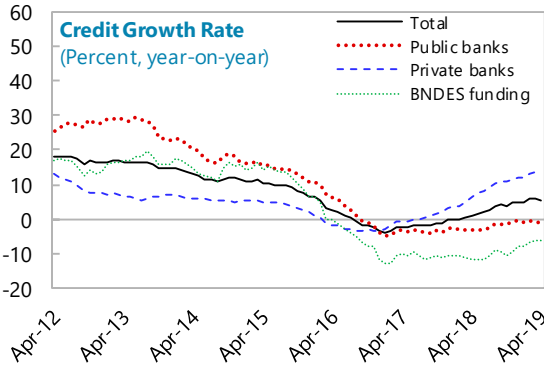 Credit Growth Rate
(Percent, year-on-year)
Total
Public banks
Private banks
BNDES funding
60
50
40
30
20
10
0
-10
-20
Apr-12
Apr-13
Apr-14
Apr-15
Apr-16
Apr-17
Apr-18
Apr-19